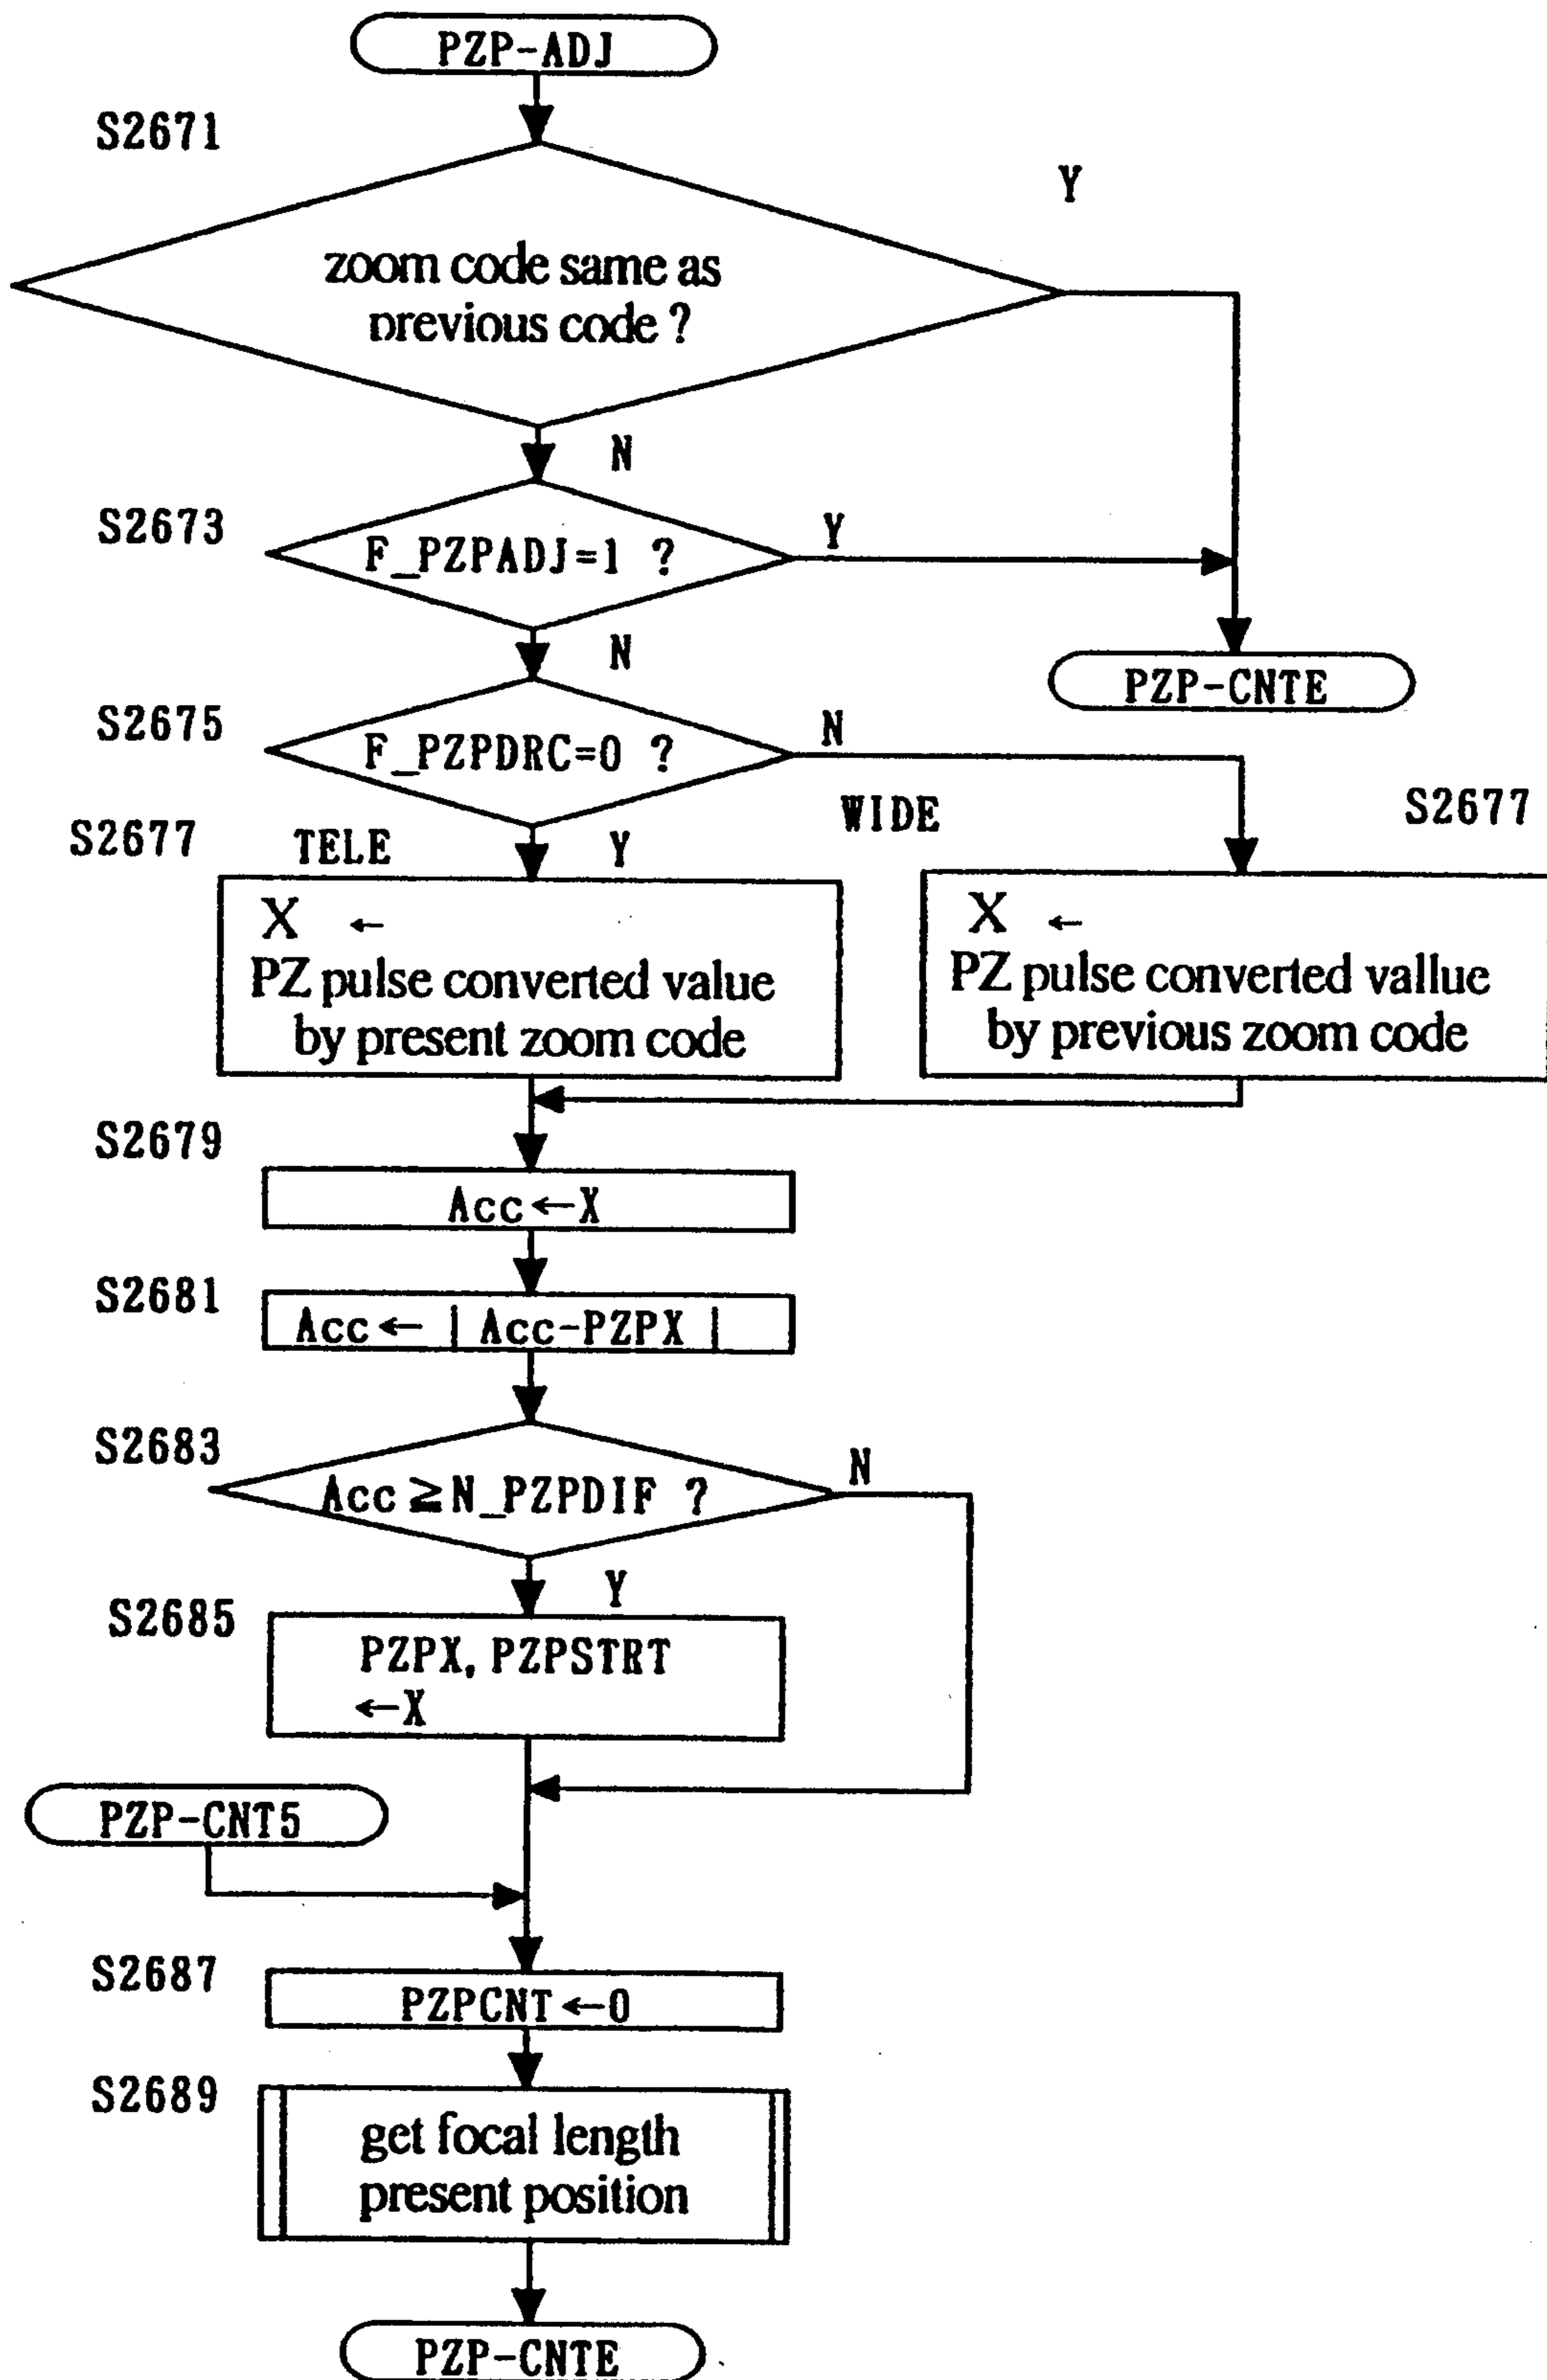 PZP-ADJ
S2671
Y
zoom code same as
previous code ?
N
S2673
F_PZPADJ=1 ?
Y
N
PZP-CNTE
S2675
F_PZPDRC=0 ?
N
S2677
TELE
Y
WIDE
S2677
X ←
PZ pulse converted value
by present zoom code
X ←
PZ pulse converted vallue
by previous zoom code
S2679
Acc←X
S2681
Acc← | Acc-PZPX |
S2683
Acc≧N_PZPDIF ?
N
Y
S2685
PZPX, PZPSTRT
←X
PZP-CNT5
S2687
PZPCNT←0
S2689
get focal length
present position
PZP-CNTE